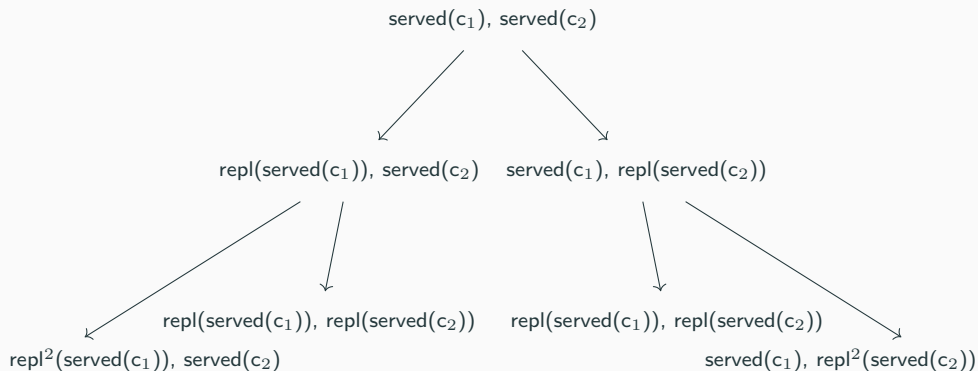 served(c₁), served(c₂)
repl(served(c₁)), served(c₂)
served(c₁), repl(served(c₂))
repl(served(c₁)), repl(served(c₂))
repl(served(c₁)), repl(served(c₂))
repl²(served(c₁)), served(c₂)
served(c₁), repl²(served(c₂))